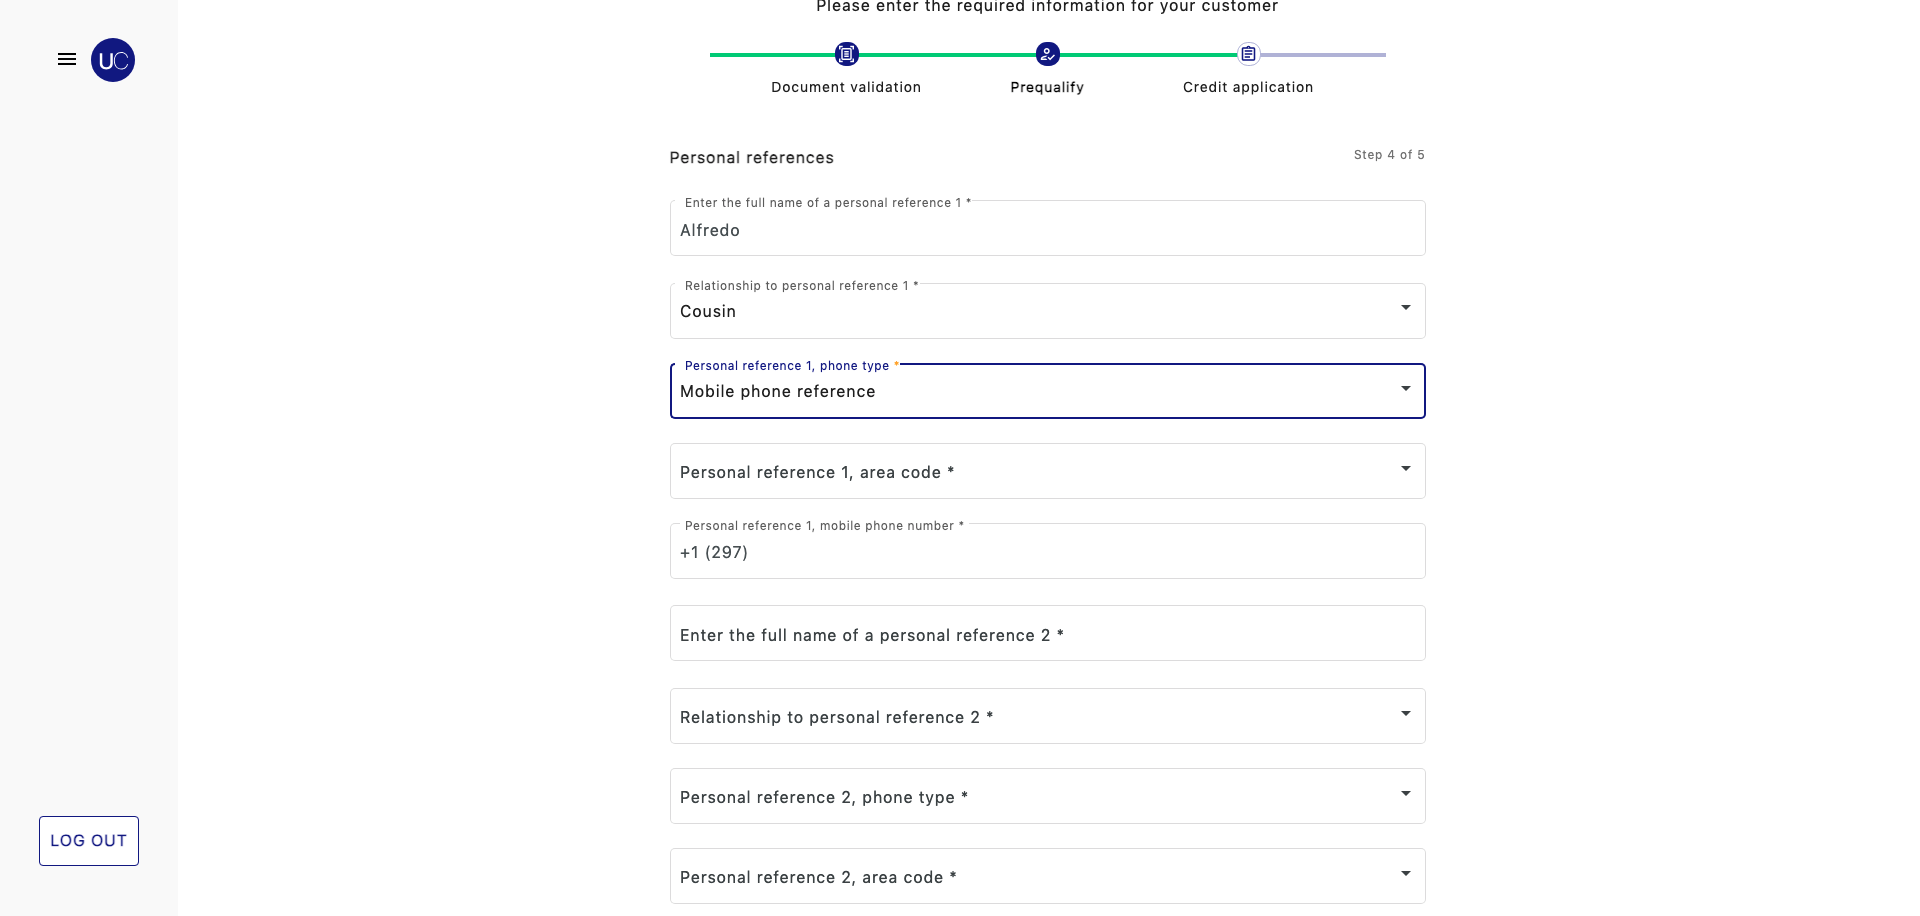 Please enter the required information for your customer
UC
Document validation
Prequalify
Credit application
Personal references
Step 4 of 5
Enter the full name of a personal reference 1 *
Alfredo
Relationship to personal reference 1 *
Cousin
Personal reference 1, phone type *
Mobile phone reference
Personal reference 1, area code *
Personal reference 1, mobile phone number *
+1 (297)
Enter the full name of a personal reference 2 *
Relationship to personal reference 2 *
Personal reference 2, phone type *
LOG OUT
Personal reference 2, area code *